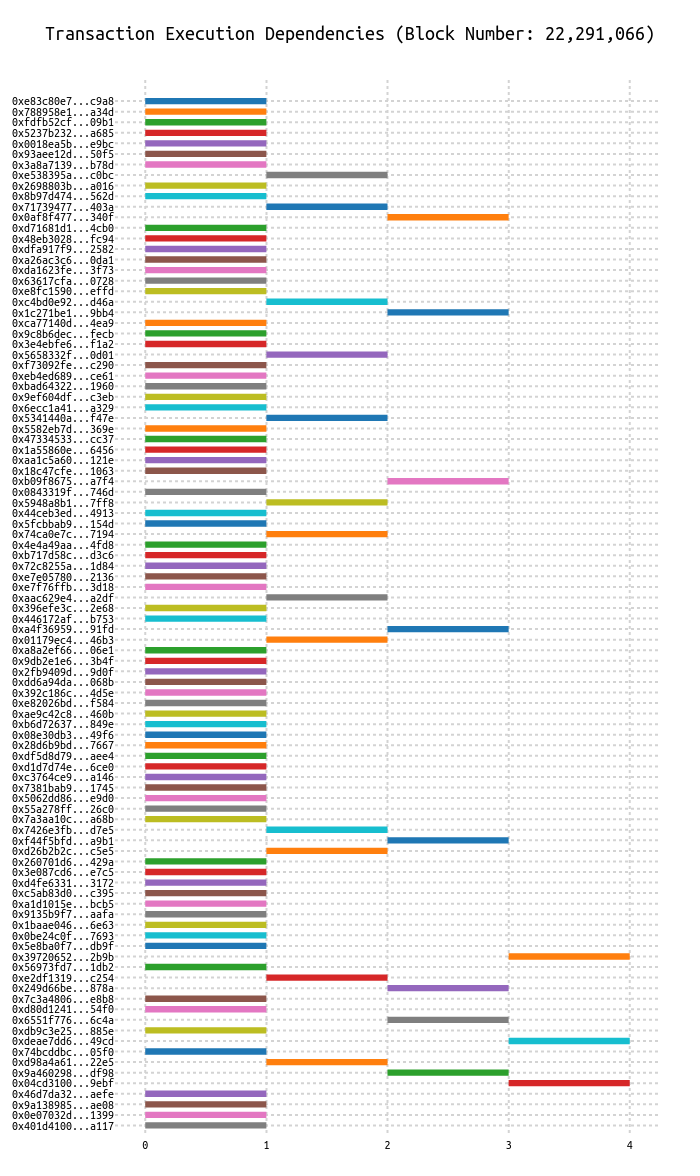 Transaction Execution Dependencies (Block Number: 22,291,066)
0xe83c80e7...c9a8
0x788958e1...a34d
0xfdfb52cf...09b1
0x5237b232...a685
0x0018ea5b...e9bc
0x93aee12d...50f5
0x3a8a7139...b78d
0xe538395a...c0bc
0x2698803b...a016
0x8b97d474...562d
0x71739477...403a
0x0af8f477...340f
0xd71681d1...4cb0
0x48eb3028...fc94
0xdfa917f9...2582
0xa26ac3c6...0da1
0xda1623fe...3f73
0x63617cfa...0728
0xe8fc1590...effd
0xc4bd0e92...d46a
0x1c271be1...9bb4
0xca77140d...4ea9
0x9c8b6dec...fecb
0x3e4ebfe6...f1a2
0x5658332f...0d01
0xf73092fe...c290
0xeb4ed689...ce61
0xbad64322...1960
0x9ef604df...c3eb
0x6ecc1a41...a329
0x5341440a...f47e
0x5582eb7d...369e
0x47334533...cc37
0x1a55860e...6456
0xaa1c5a60...121e
0x18c47cfe...1063
0xb09f8675...a7f4
0x0843319f...746d
0x5948a8b1...7ff8
0x44ceb3ed...4913
0x5fcbbab9...154d
0x74ca0e7c...7194
0x4e4a49aa...4fd8
0xb717d58c...d3c6
0x72c8255a...1d84
0xe7e05780...2136
0xe7f76ffb...3d18
0xaac629e4...a2df
0x396efe3c...2e68
0x446172af...b753
0xa4f36959...91fd
0x01179ec4...46b3
0xa8a2ef66...06e1
0x9db2e1e6...3b4f
0x2fb9409d...9d0f
0xdd6a94da...068b
0x392c186c...4d5e
0xe82026bd...f584
0xae9c42c8...460b
0xb6d72637...849e
0x08e30db3...49f6
0x28d6b9bd...7667
0xdf5d8d79...aee4
0xd1d7d74e...6ce0
0xc3764ce9...a146
0x7381bab9...1745
0x5062dd86...e9d0
0x55a278ff...26c0
0x7a3aa10c...a68b
0x7426e3fb...d7e5
0xf44f5bfd...a9b1
0xd26b2b2c...c5e5
0x260701d6...429a
0x3e087cd6...e7c5
0xd4fe6331...3172
0xc5ab83d0...c395
0xa1d1015e...bcb5
0x9135b9f7...aafa
0x1baae046...6e63
0x0be24c0f...7693
0x5e8ba0f7...db9f
0x39720652...2b9b
0x56973fd7...1db2
0xe2df1319...c254
0x249d66be...878a
0x7c3a4806...e8b8
0xd80d1241...54f0
0x6551f776...6c4a
0xdb9c3e25...885e
0xdeae7dd6...49cd
0x74bcddbc...05f0
0xd98a4a61...22e5
0x9a460298...df98
0x04cd3100...9ebf
0x46d7da32...aefe
0x9a138985...ae08
0x0e07032d...1399
0x401d4100...a117
0 1 2 3 4